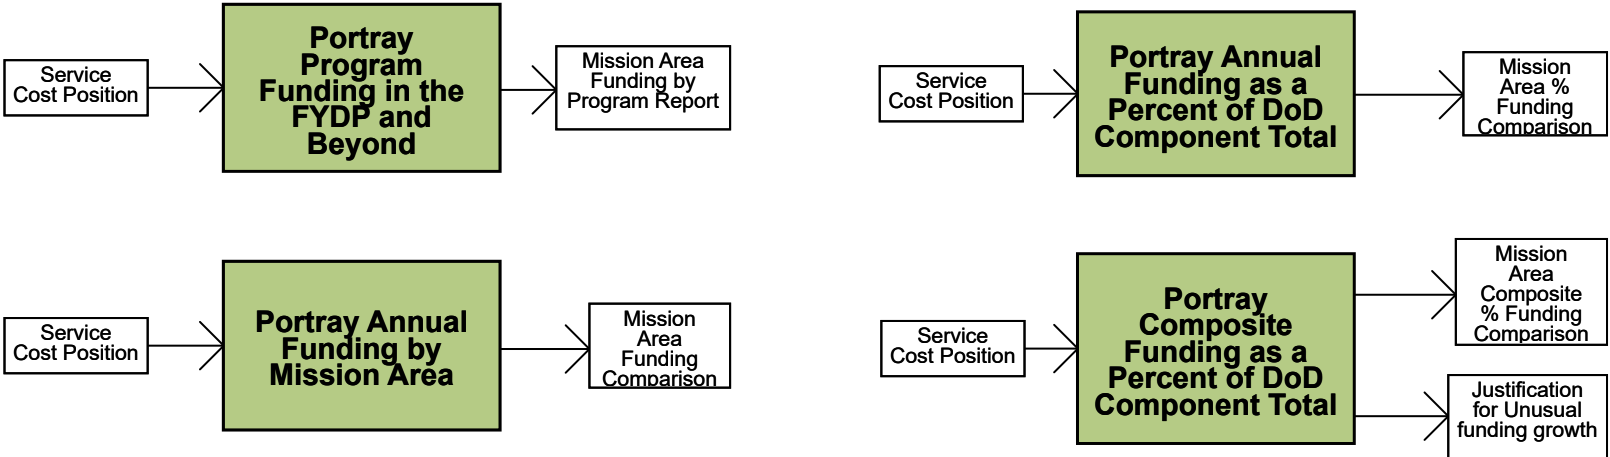 Service
Cost Position
Portray
Program
Funding in the
FYDP and
Beyond
Mission Area
Funding by
Program Report
Service
Cost Position
Portray Annual
Funding as a
Percent of DoD
Component Total
Mission
Area %
Funding
Comparison
Service
Cost Position
Portray Annual
Funding by
Mission Area
Mission
Area
Funding
Comparison
Service
Cost Position
Portray
Composite
Funding as a
Percent of DoD
Component Total
Mission
Area
Composite
% Funding
Comparison
Justification
for Unusual
funding growth